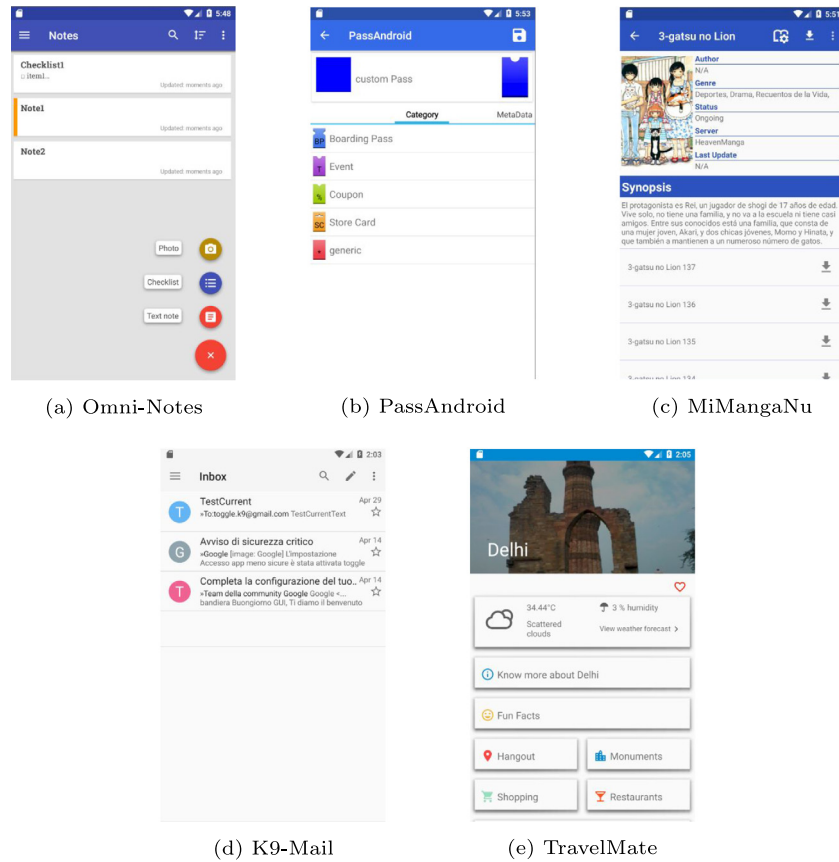 5:48
Notes
Checklist1
□ item1...
Updated: moments ago
Note1
Updated: moments ago
Note2
Updated: moments ago
Photo
Checklist
Text note
(a) Omni-Notes
5:53
PassAndroid
custom Pass
Category MetaData
BP Boarding Pass
T Event
% Coupon
SC Store Card
generic
(b) PassAndroid
5:51
3-gatsu no Lion
Author
N/A
Genre
Deportes, Drama, Recuentos de la Vida,
Status
Ongoing
Server
HeavenManga
Last Update
N/A
Synopsis
El protagonista es Rei, un jugador de shogi de 17 años de edad.
Vive solo, no tiene una familia, y no va a la escuela ni tiene casi
amigos. Entre sus conocidos está una familia, que consta de
una mujer joven, Akari, y dos chicas jóvenes, Momo y Hinata, y
que también a mantienen a un numeroso número de gatos.
3-gatsu no Lion 137
3-gatsu no Lion 136
3-gatsu no Lion 135
3-gatsu no Lion 134
(c) MiMangaNu
2:03
Inbox
T TestCurrent Apr 29
»To:toggle.k9@gmail.com TestCurrentText
G Avviso di sicurezza critico Apr 14
»Google [image: Google] L'impostazione
Accesso app meno sicure è stata attivata toggle
T Completa la configurazione del tuo.. Apr 14
»Team della community Google Google <...
bandiera Buongiorno GUI, Ti diamo il benvenuto
(d) K9-Mail
2:05
Delhi
34.44°C 3 % humidity
Scattered
clouds
View weather forecast >
Know more about Delhi
Fun Facts
Hangout Monuments
Shopping Restaurants
(e) TravelMate